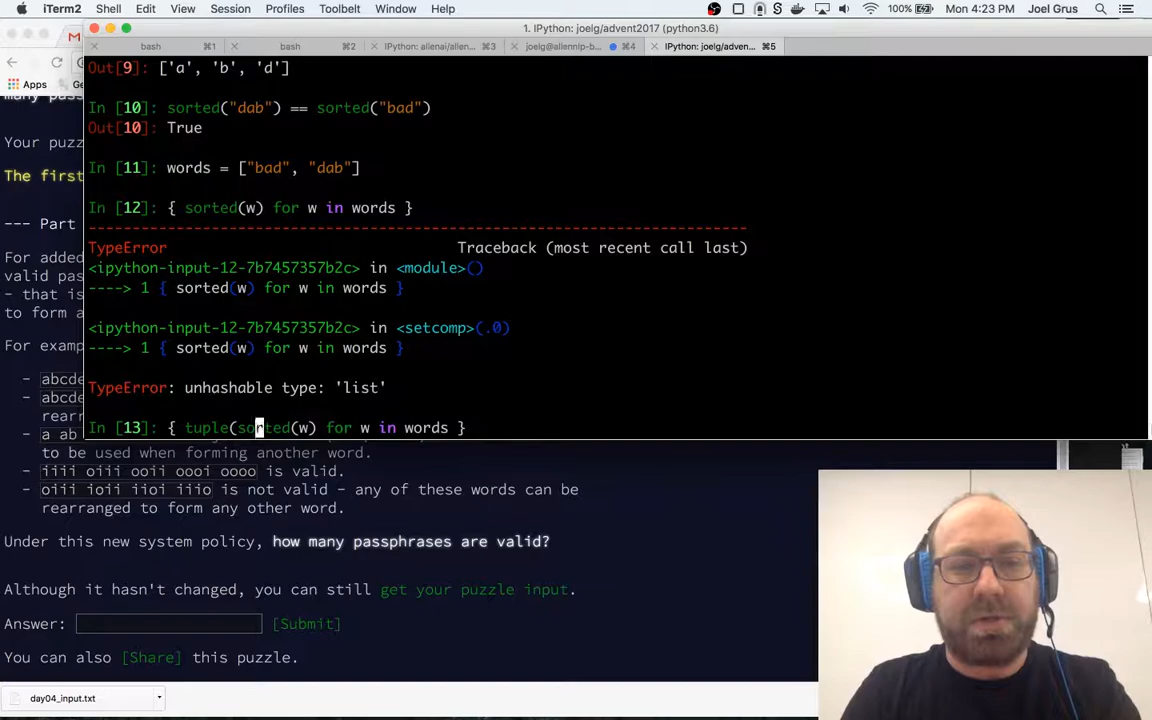 iTerm2 Shell Edit View Session Profiles Toolbelt Window Help 100% Mon 4:23 PM Joel Grus
1. IPython: joelg/advent2017 (python3.6)
bash ⌘1 bash ⌘2 IPython: allenai/allen... ⌘3 joelg@allennlp-b... ⌘4 IPython: joelg/adven... ⌘5
Apps
Out[9]: ['a', 'b', 'd']
In [10]: sorted("dab") == sorted("bad")
Out[10]: True
In [11]: words = ["bad", "dab"]
In [12]: { sorted(w) for w in words }
TypeError Traceback (most recent call last)
<ipython-input-12-7b7457357b2c> in <module>()
----> 1 { sorted(w) for w in words }
<ipython-input-12-7b7457357b2c> in <setcomp>(.0)
----> 1 { sorted(w) for w in words }
TypeError: unhashable type: 'list'
In [13]: { tuple(sorted(w) for w in words }
many pas
Your puzz
The first
--- Part
For added
valid pas
- that is
to form a
For examp
- abcde
- abcde
rearr
- a ab
to be used when forming another word.
- iiii oiii ooii oooi oooo is valid.
- oiii ioii iioi iiio is not valid - any of these words can be
rearranged to form any other word.
Under this new system policy, how many passphrases are valid?
Although it hasn't changed, you can still get your puzzle input.
Answer: [Submit]
You can also [Share] this puzzle.
day04_input.txt